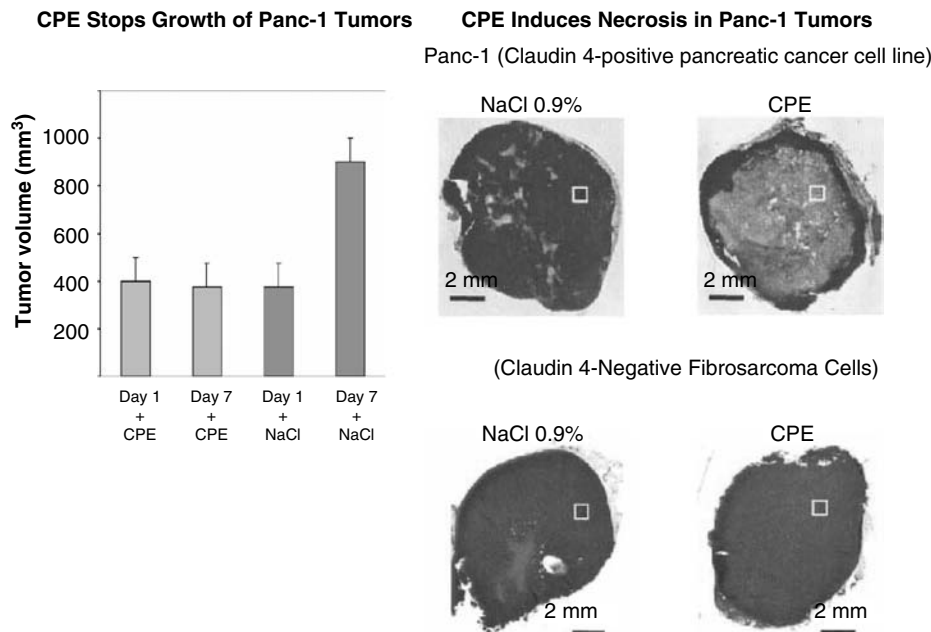 CPE Stops Growth of Panc-1 Tumors
Tumor volume (mm³)
1000
800
600
400
200
Day 1
+
CPE
Day 7
+
CPE
Day 1
+
NaCl
Day 7
+
NaCl
CPE Induces Necrosis in Panc-1 Tumors
Panc-1 (Claudin 4-positive pancreatic cancer cell line)
NaCl 0.9%
2 mm
CPE
2 mm
(Claudin 4-Negative Fibrosarcoma Cells)
NaCl 0.9%
2 mm
CPE
2 mm